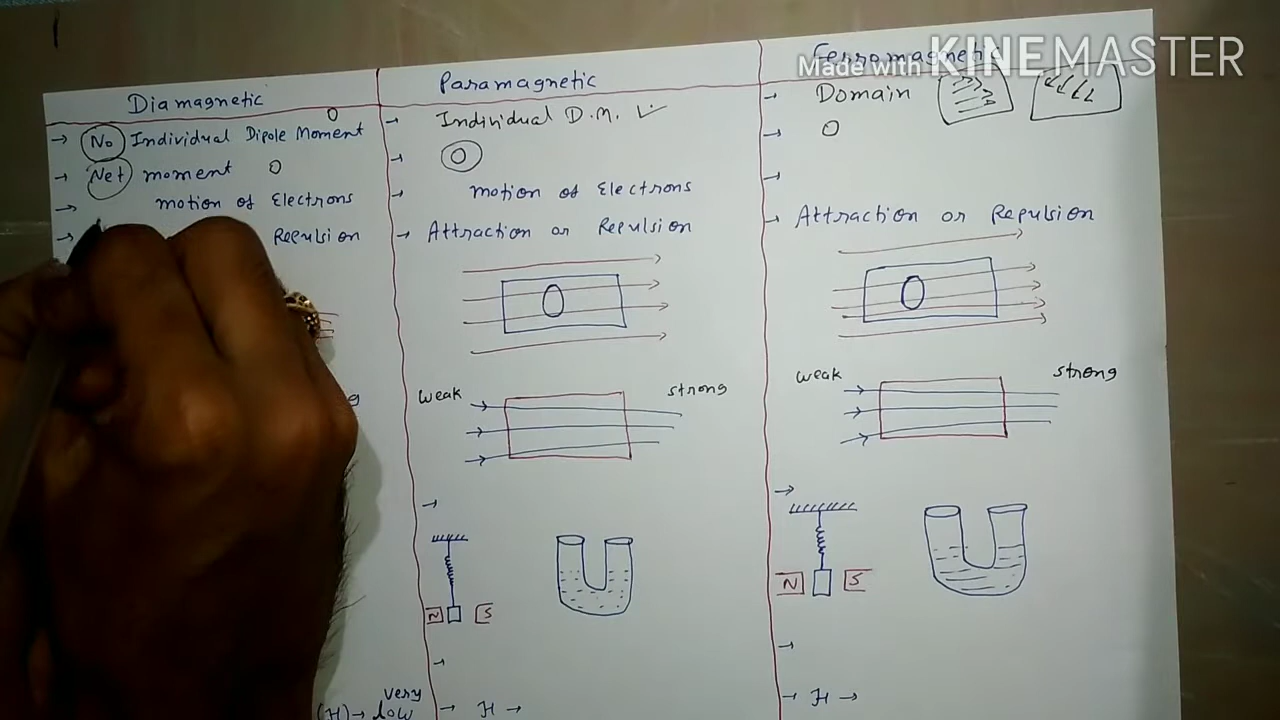 Made with KINEMASTER
Diamagnetic
0
→ No Individual Dipole Moment
→ Net moment 0
→ motion of Electrons
→ Repulsion
(H) → very low
Paramagnetic
→ Individual D.M. ✓
→ 0
→ motion of Electrons
→ Attraction or Repulsion
weak strong
→
N S
→
→ H →
Ferromagnetic
→ Domain
→ 0
→
→ Attraction or Repulsion
weak strong
→
N S
→
→ H →